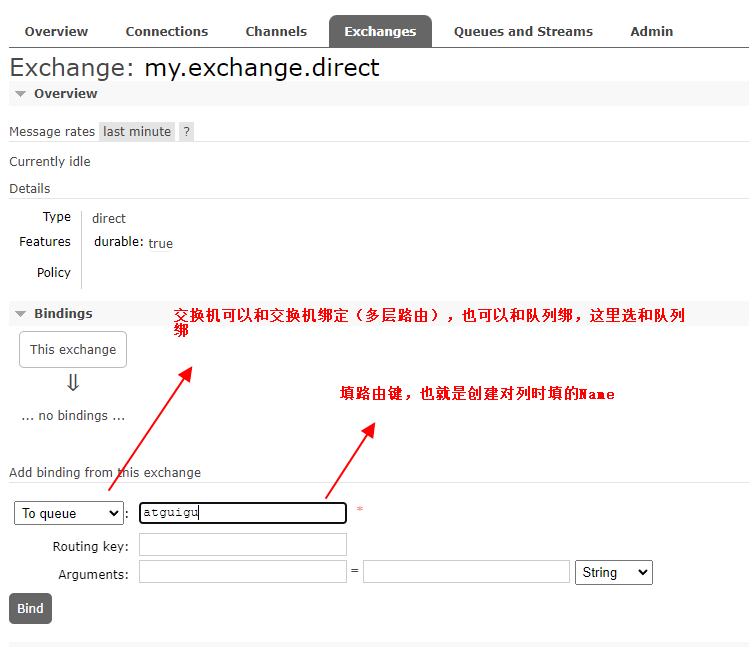 Overview Connections Channels Exchanges Queues and Streams Admin
Exchange: my.exchange.direct
Overview
Message rates last minute ?
Currently idle
Details
Type direct
Features durable: true
Policy
Bindings
交换机可以和交换机绑定（多层路由），也可以和队列绑，这里选和队列
绑
This exchange
⇓
填路由键，也就是创建对列时填的Name
... no bindings ...
Add binding from this exchange
To queue : atguigu *
Routing key:
Arguments: = String
Bind